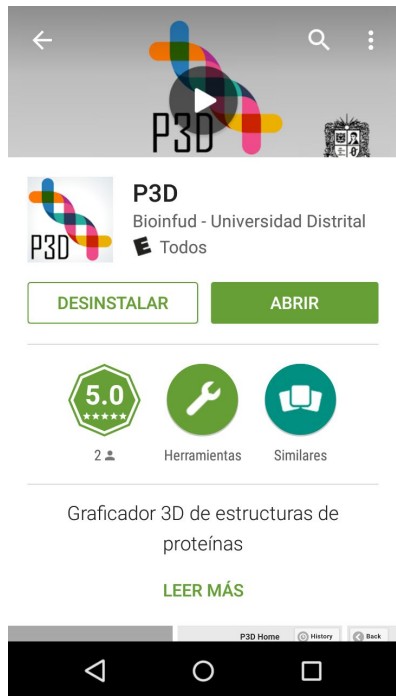 P3D
P3D
P3D
Bioinfud - Universidad Distrital
E Todos
DESINSTALAR
ABRIR
5.0
2
Herramientas
Similares
Graficador 3D de estructuras de
proteínas
LEER MÁS
P3D Home
History
Back